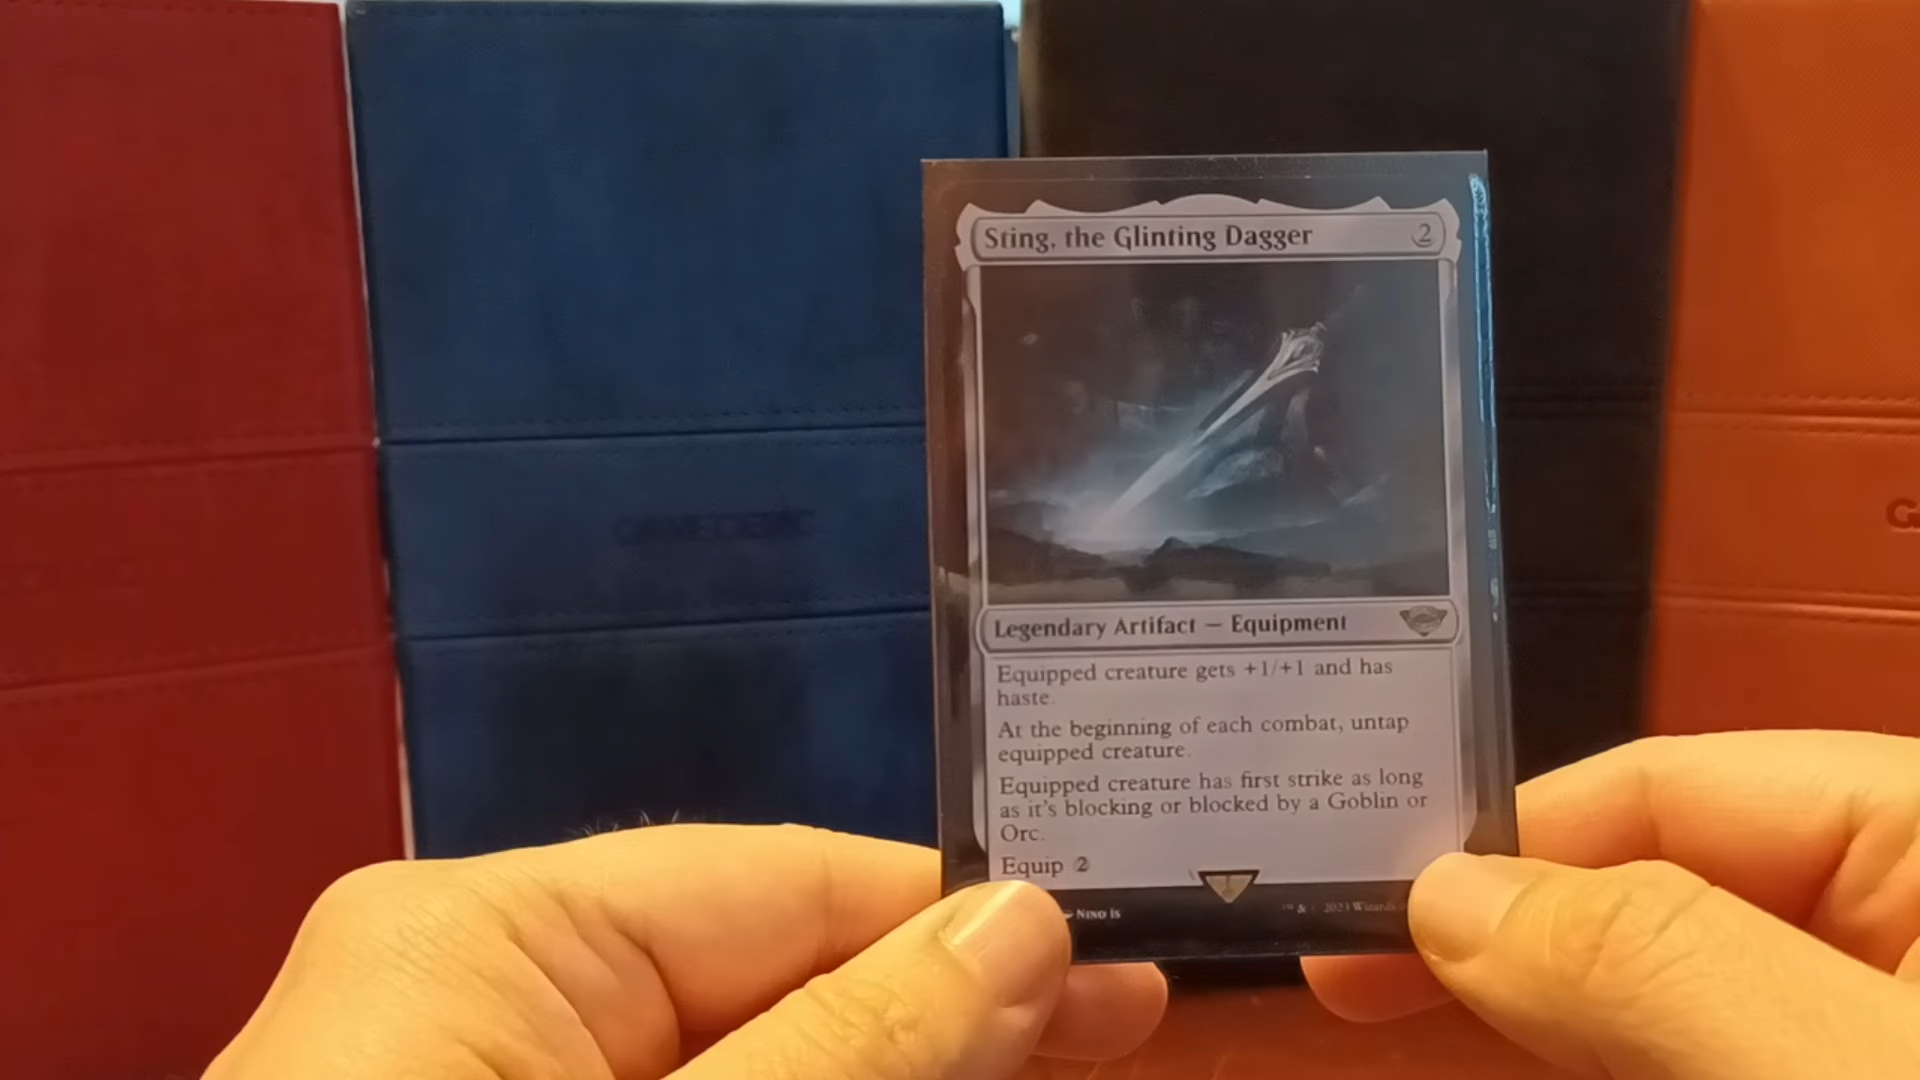 Sting, the Glinting Dagger 2
GAMEGENIC
Legendary Artifact — Equipment
Equipped creature gets +1/+1 and has
haste.
At the beginning of each combat, untap
equipped creature.
Equipped creature has first strike as long
as it's blocking or blocked by a Goblin or
Orc.
Equip 2
Nino Is
™ & 2023 Wizards